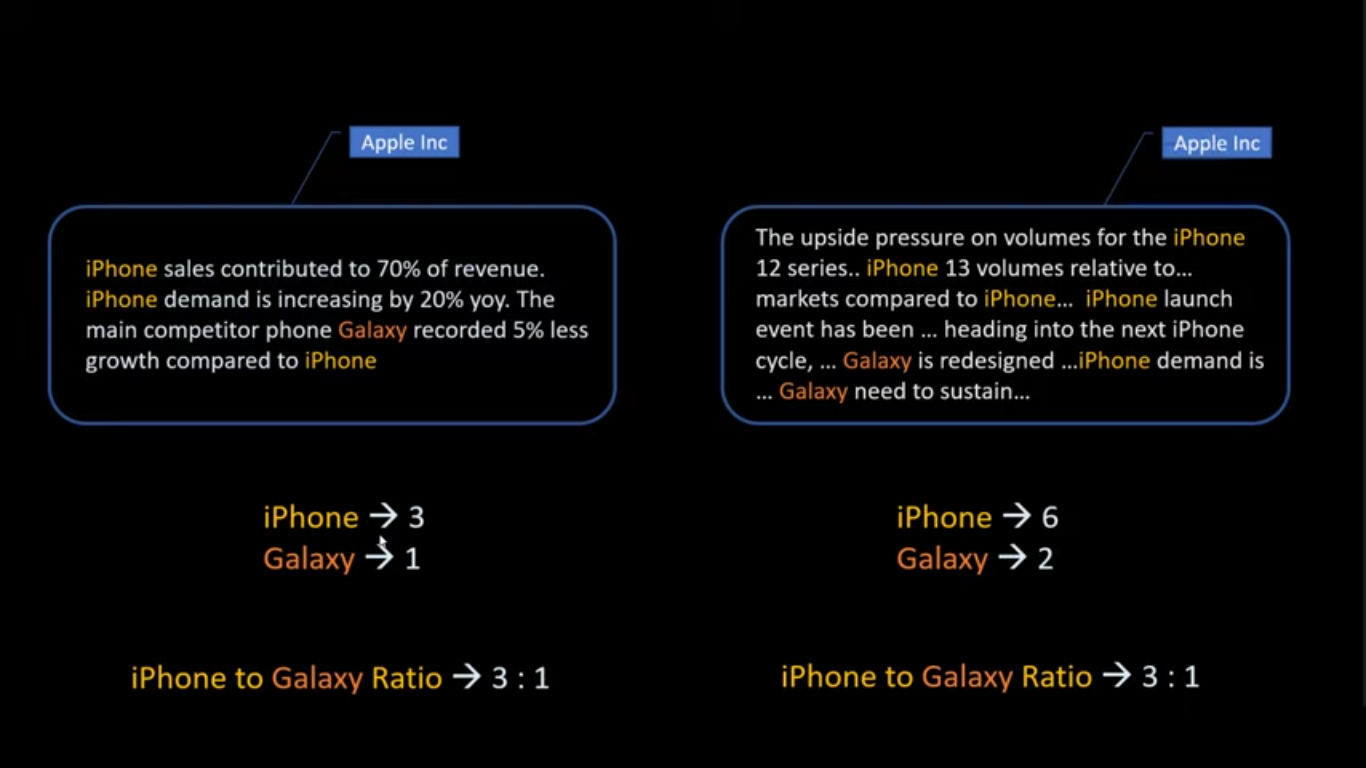 Apple Inc
iPhone sales contributed to 70% of revenue.
iPhone demand is increasing by 20% yoy. The
main competitor phone Galaxy recorded 5% less
growth compared to iPhone
iPhone → 3
Galaxy → 1
iPhone to Galaxy Ratio → 3 : 1
Apple Inc
The upside pressure on volumes for the iPhone
12 series.. iPhone 13 volumes relative to…
markets compared to iPhone… iPhone launch
event has been … heading into the next iPhone
cycle, … Galaxy is redesigned …iPhone demand is
… Galaxy need to sustain…
iPhone → 6
Galaxy → 2
iPhone to Galaxy Ratio → 3 : 1